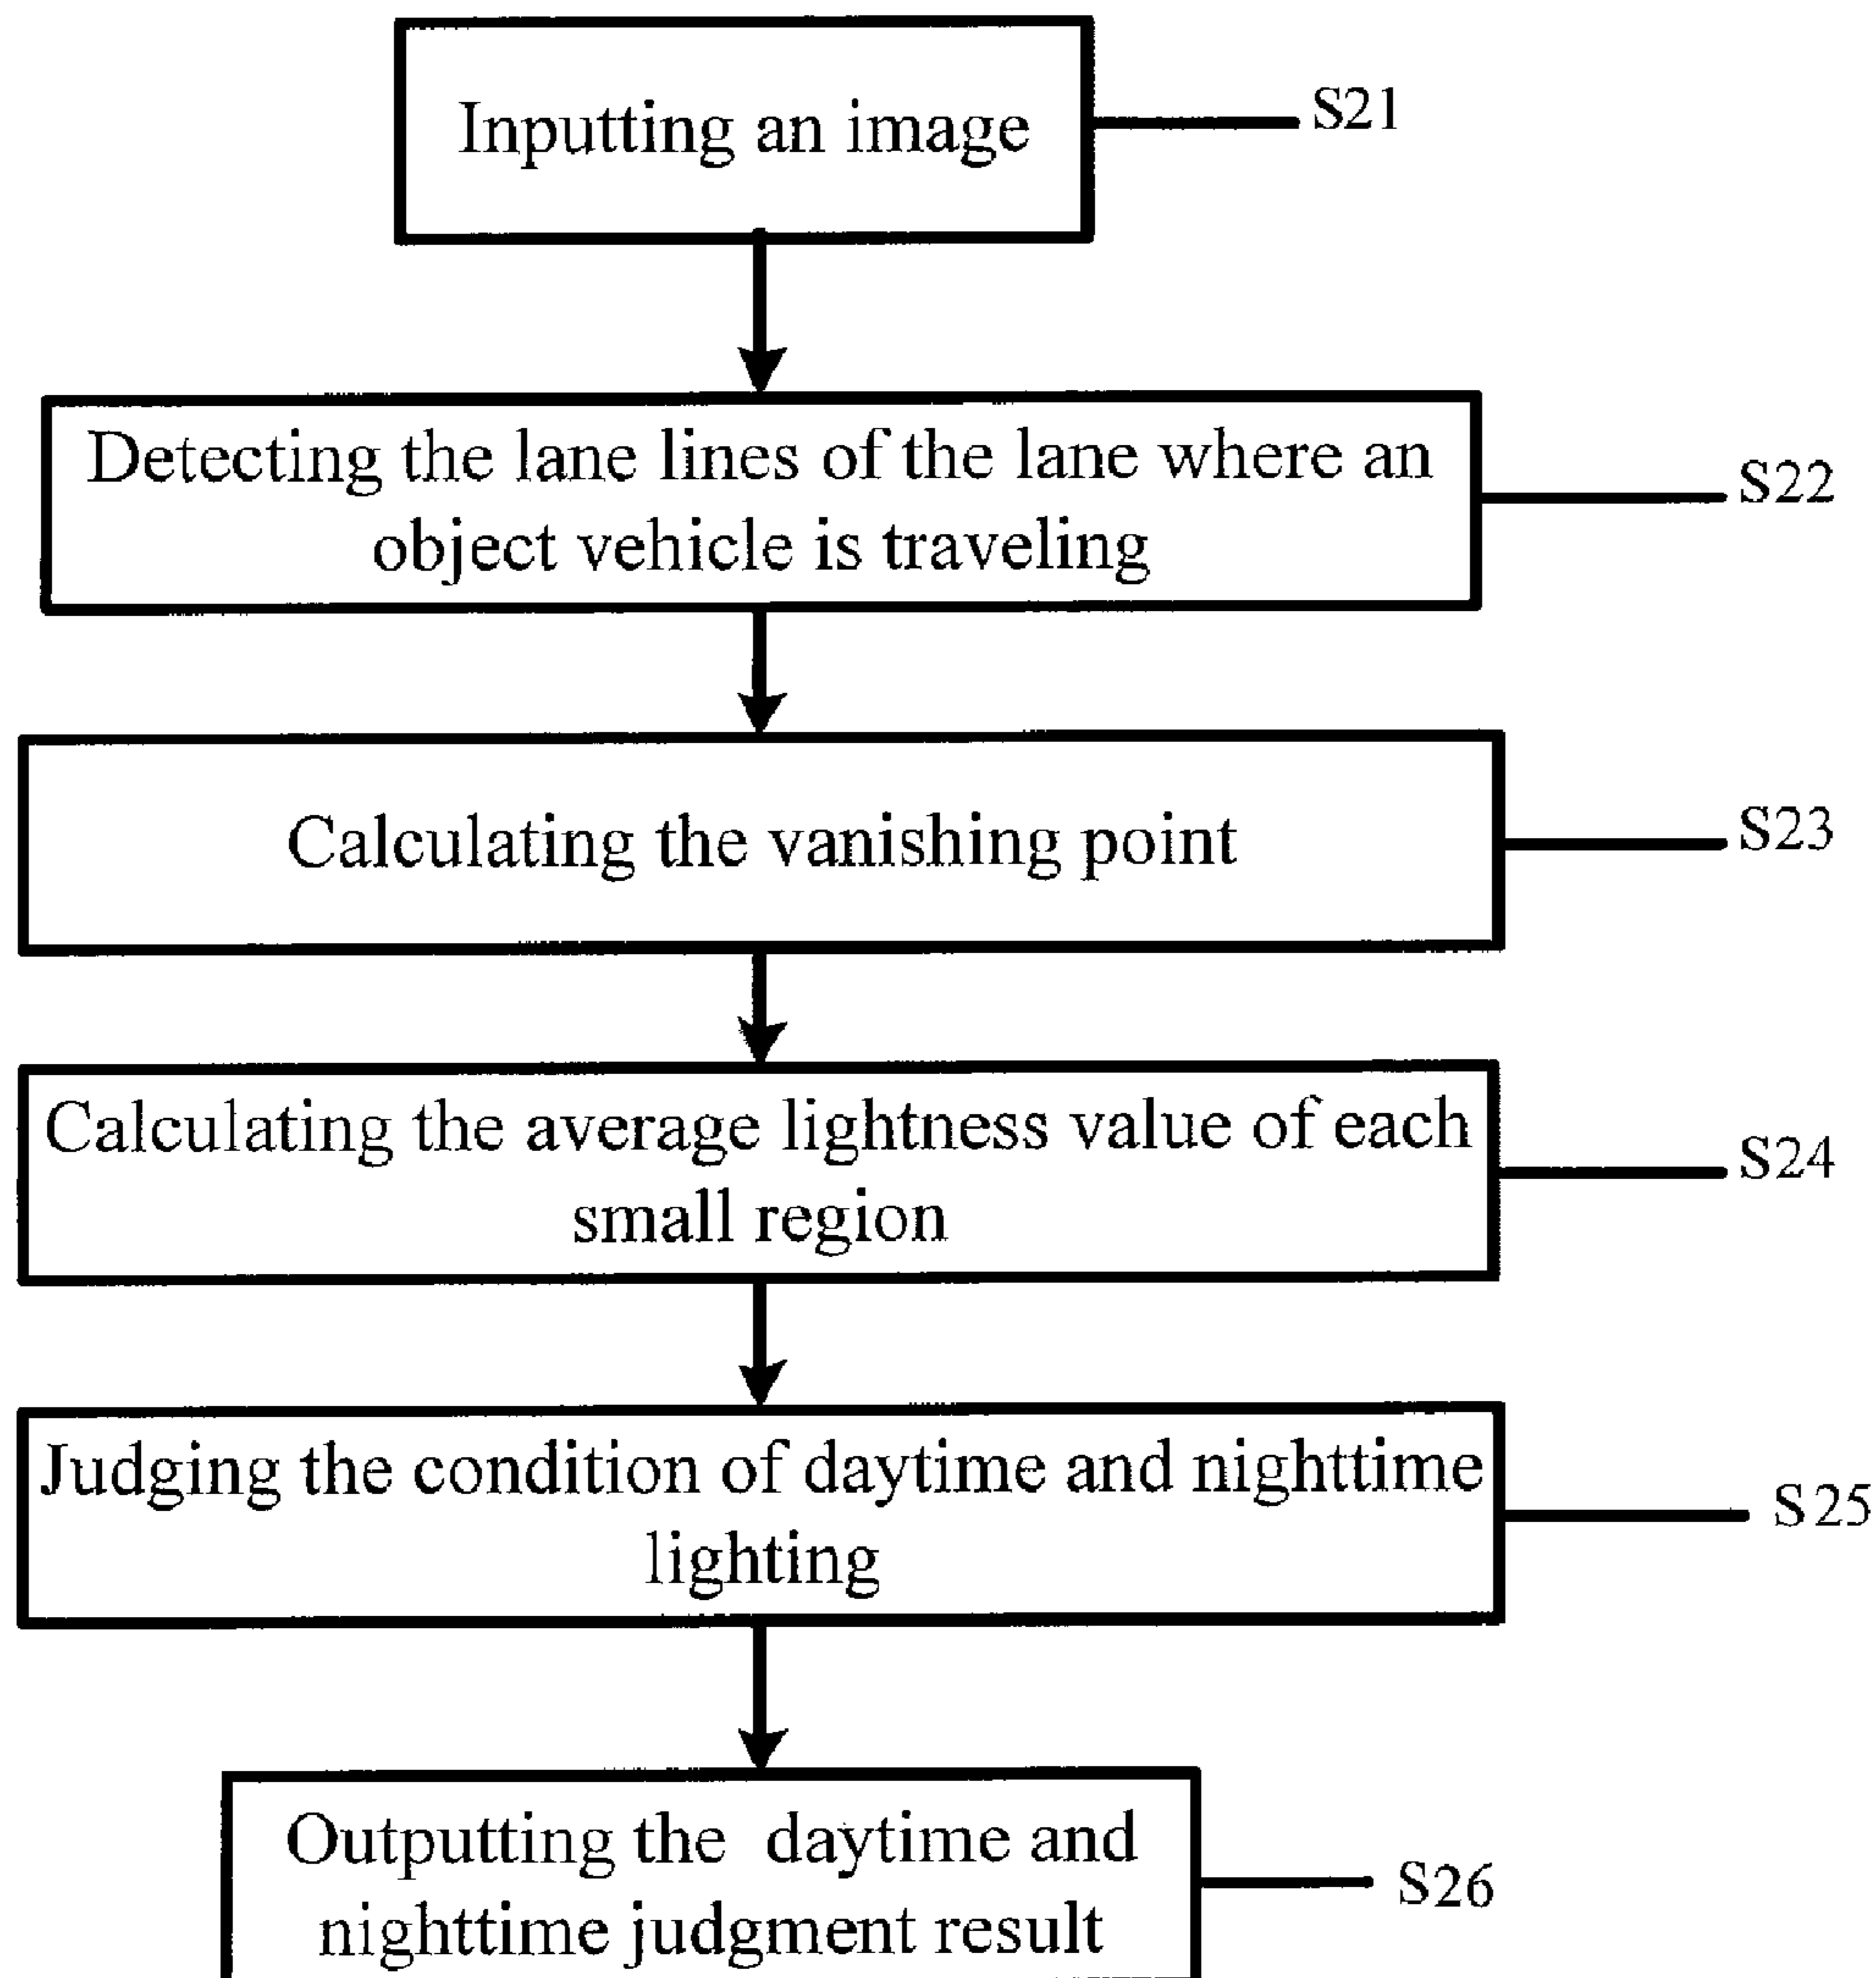 Inputting an image
S21
Detecting the lane lines of the lane where an
object vehicle is traveling
S22
Calculating the vanishing point
S23
Calculating the average lightness value of each
small region
S24
Judging the condition of daytime and nighttime
lighting
S25
Outputting the daytime and
nighttime judgment result
S26